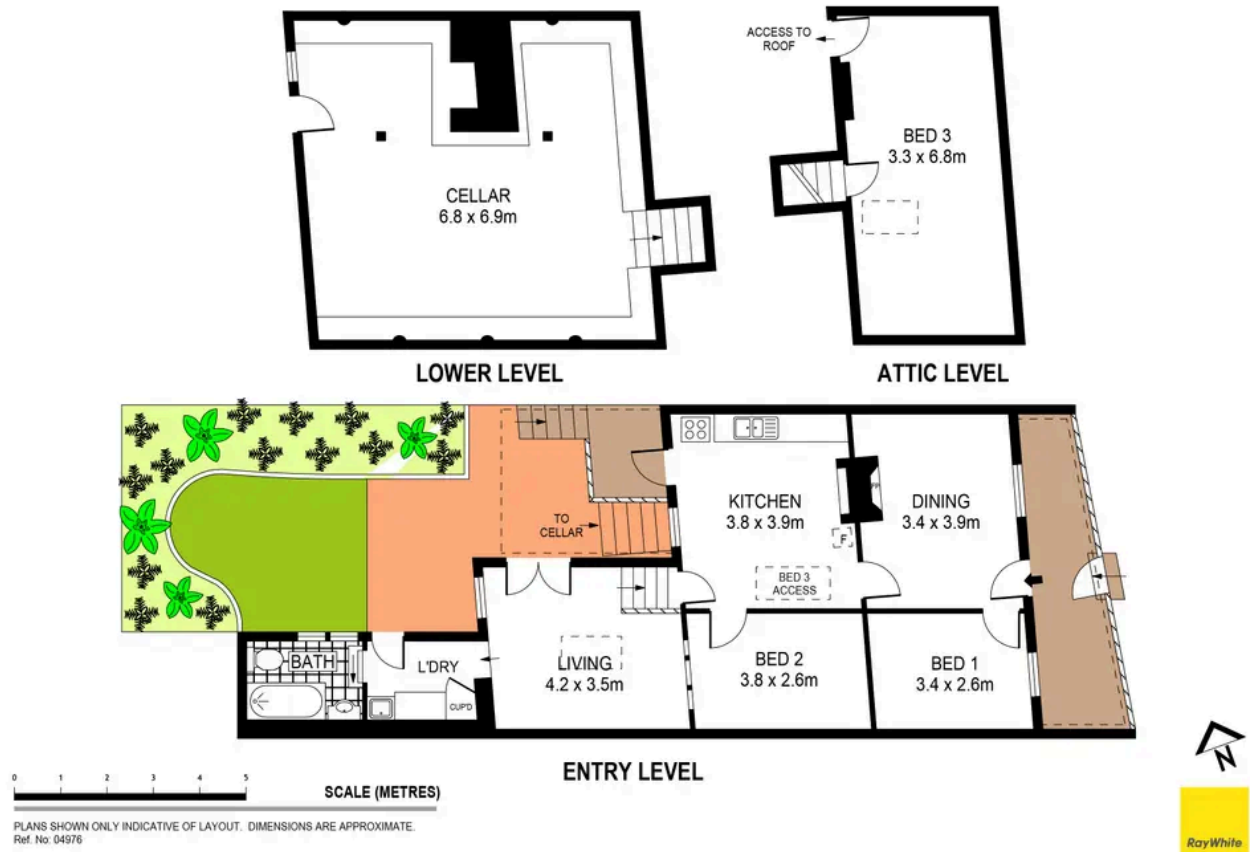 ACCESS TO
ROOF
BED 3
3.3 x 6.8m
CELLAR
6.8 x 6.9m
LOWER LEVEL
ATTIC LEVEL
KITCHEN
3.8 x 3.9m
FP
DINING
3.4 x 3.9m
TO
CELLAR
F
BED 3
ACCESS
BATH
L'DRY
CUP'D
LIVING
4.2 x 3.5m
BED 2
3.8 x 2.6m
BED 1
3.4 x 2.6m
ENTRY LEVEL
N
0 1 2 3 4 5
SCALE (METRES)
PLANS SHOWN ONLY INDICATIVE OF LAYOUT. DIMENSIONS ARE APPROXIMATE.
Ref. No: 04976
RayWhite